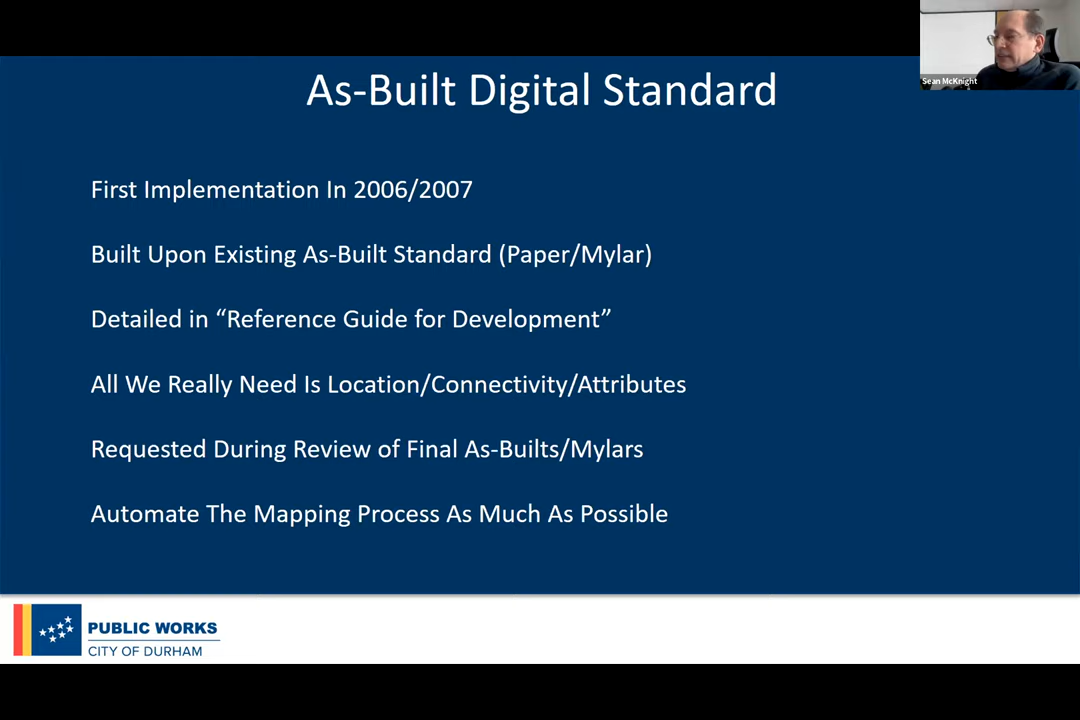 As-Built Digital Standard
Sean McKnight
First Implementation In 2006/2007
Built Upon Existing As-Built Standard (Paper/Mylar)
Detailed in “Reference Guide for Development”
All We Really Need Is Location/Connectivity/Attributes
Requested During Review of Final As-Builts/Mylars
Automate The Mapping Process As Much As Possible
PUBLIC WORKS
CITY OF DURHAM